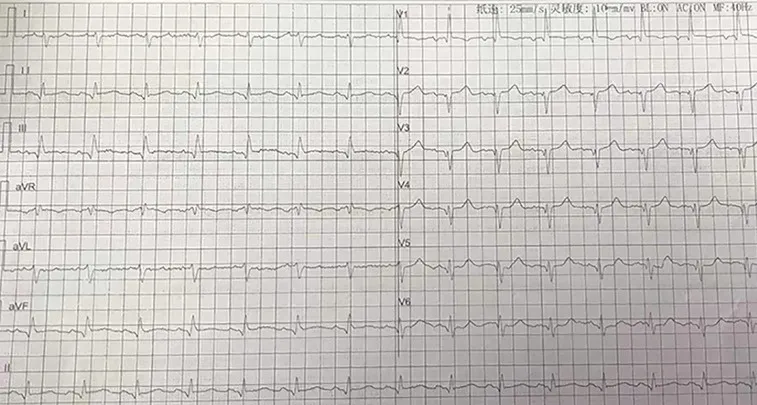 I V1 纸速: 25mm/s 灵敏度: 10mm/mv BL:ON AC:ON MF:40Hz
II V2
III V3
aVR V4
aVL V5
aVF V6
II